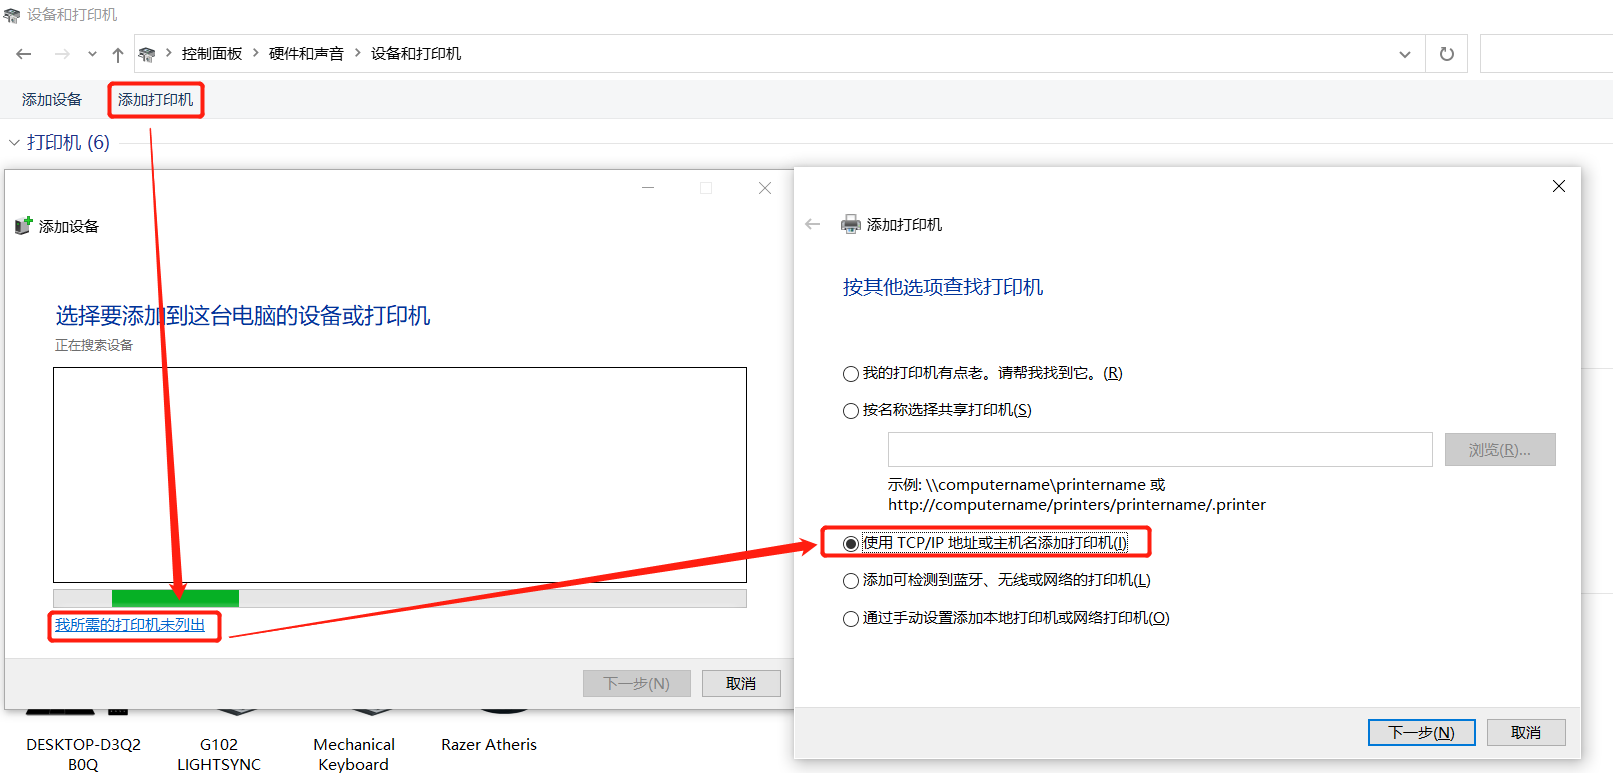 设备和打印机
控制面板 > 硬件和声音 > 设备和打印机
添加设备 添加打印机
打印机 (6)
添加设备
选择要添加到这台电脑的设备或打印机
正在搜索设备
我所需的打印机未列出
下一步(N) 取消
添加打印机
按其他选项查找打印机
我的打印机有点老。请帮我找到它。(R)
按名称选择共享打印机(S)
浏览(R)...
示例: \\computername\printername 或
http://computername/printers/printername/.printer
使用 TCP/IP 地址或主机名添加打印机(I)
添加可检测到蓝牙、无线或网络的打印机(L)
通过手动设置添加本地打印机或网络打印机(O)
下一步(N) 取消
DESKTOP-D3Q2
B0Q
G102
LIGHTSYNC
Mechanical
Keyboard
Razer Atheris